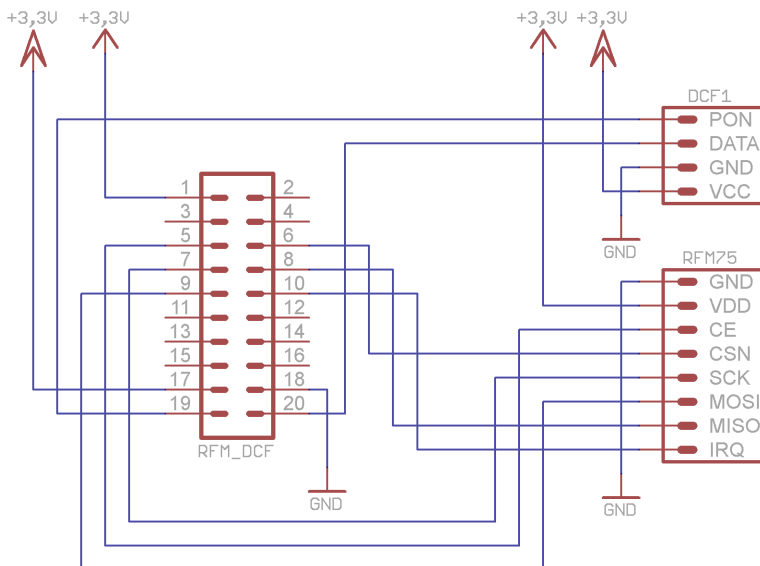 +3,3V +3,3V +3,3V +3,3V
DCF1
PON
DATA
GND
VCC
GND
1 2
3 4
5 6
7 8
9 10
11 12
13 14
15 16
17 18
19 20
RFM_DCF
GND
RFM75
GND
VDD
CE
CSN
SCK
MOSI
MISO
IRQ
GND